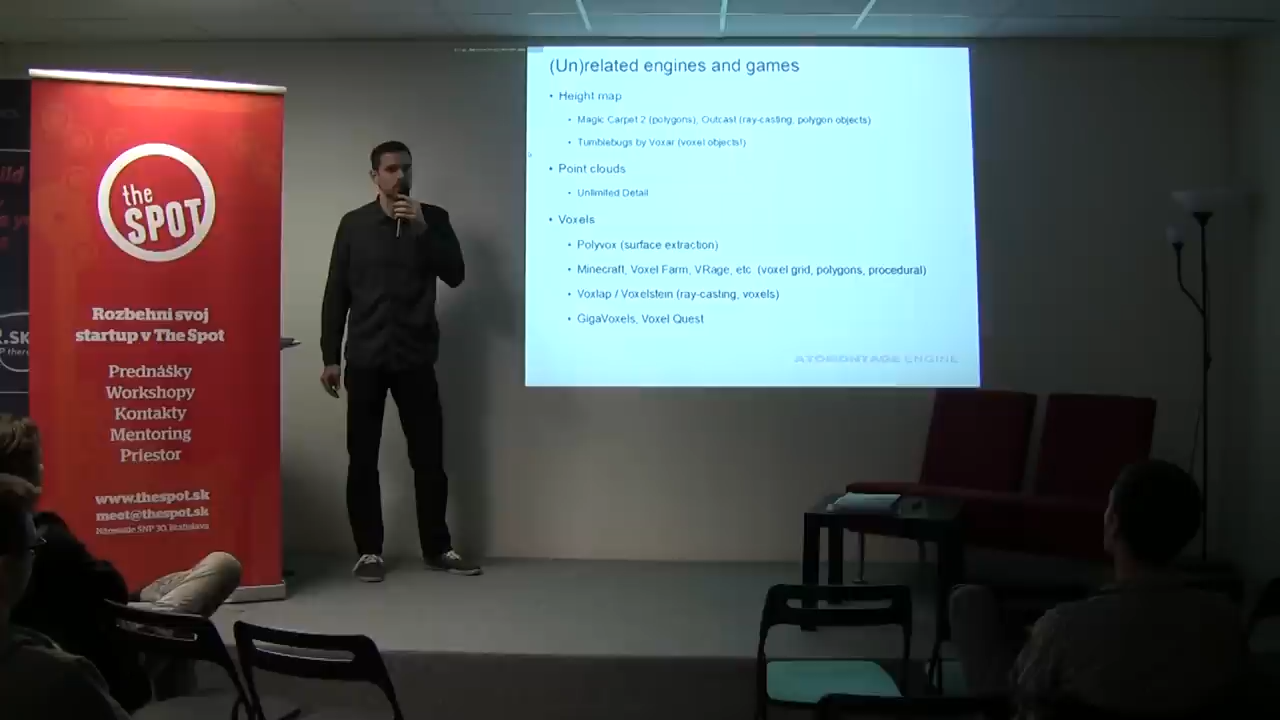 the
SPOT
Rozbehni svoj
startup v The Spot
Prednášky
Workshopy
Kontakty
Mentoring
Priestor
www.thespot.sk
meet@thespot.sk
Námestie SNP 30, Bratislava
(Un)related engines and games
• Height map
• Magic Carpet 2 (polygons), Outcast (ray-casting, polygon objects)
• Tumblebugs by Voxar (voxel objects!)
• Point clouds
• Unlimited Detail
• Voxels
• Polyvox (surface extraction)
• Minecraft, Voxel Farm, VRage, etc. (voxel grid, polygons, procedural)
• Voxlap / Voxelstein (ray-casting, voxels)
• GigaVoxels, Voxel Quest
ATOMONTAGE ENGINE